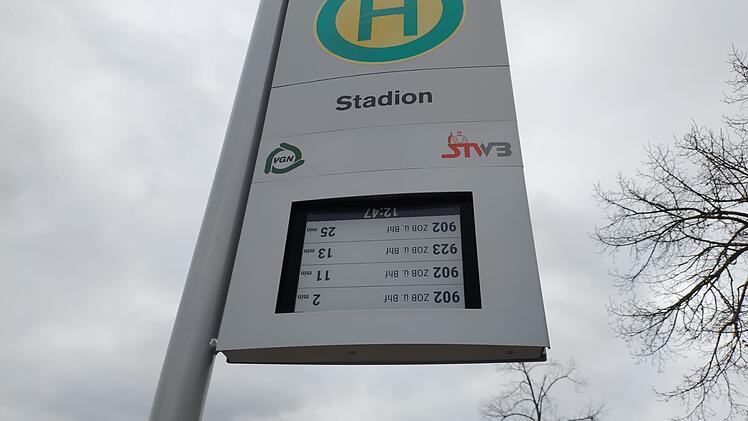 H
Stadion
VGN
STWB
902 ZOB ü. Bhf 2 min
902 ZOB ü. Bhf 11 min
923 ZOB ü. Bhf 13 min
902 ZOB ü. Bhf 25 min
12:47